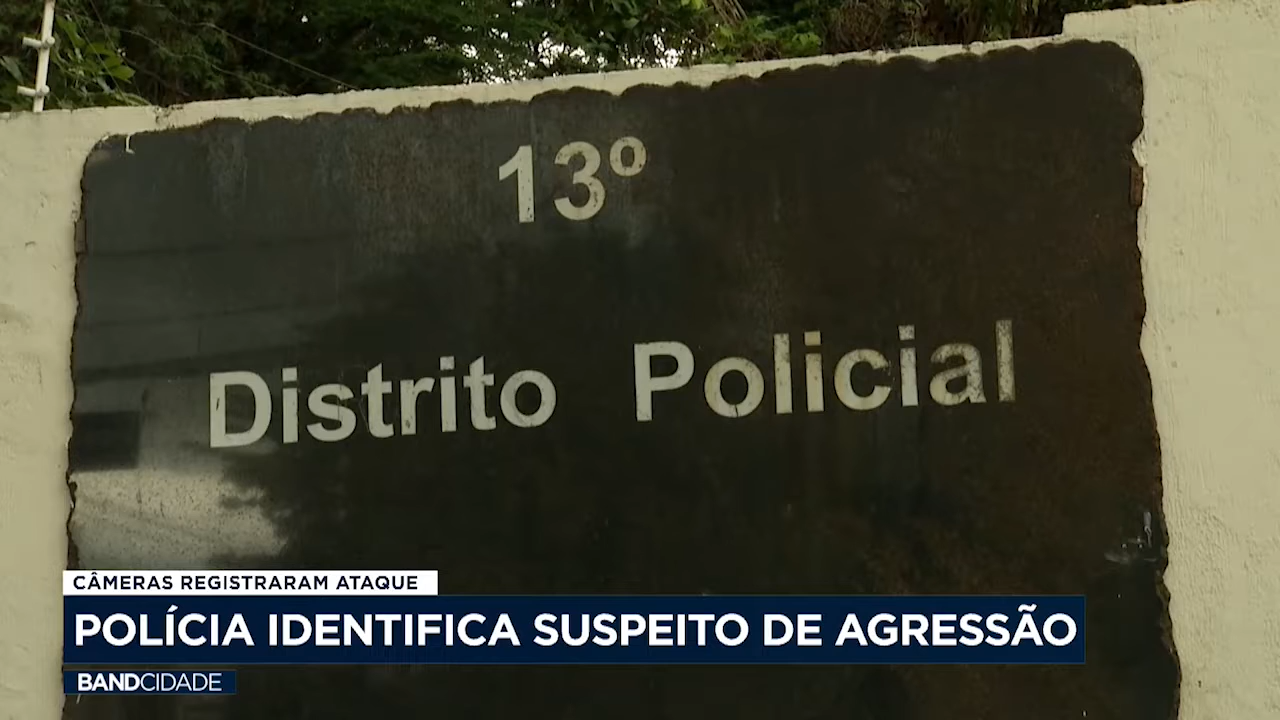 13º
Distrito Policial
CÂMERAS REGISTRARAM ATAQUE
POLÍCIA IDENTIFICA SUSPEITO DE AGRESSÃO
BANDCIDADE